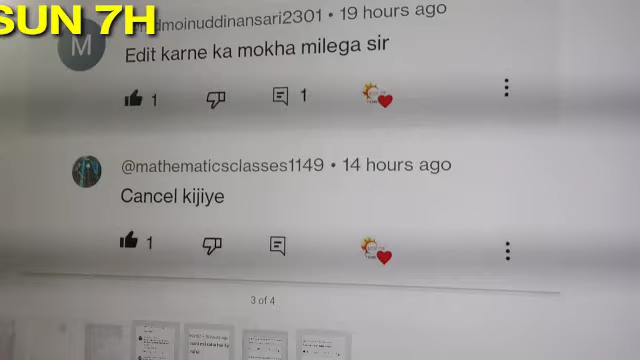 SUN 7H
dmoinuddinansari2301 • 19 hours ago
M
Edit karne ka mokha milega sir
1
1
@mathematicsclasses1149 • 14 hours ago
Cancel kijiye
1
3 of 4